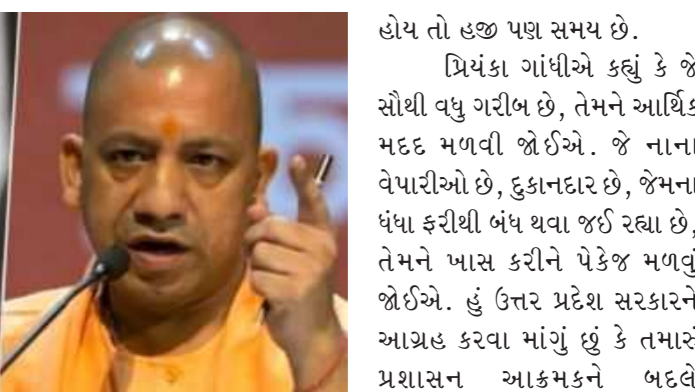 હોય તો હજી પણ સમય છે.
પ્રિયંકા ગાંધીએ કહ્યું કે જે
સૌથી વધુ ગરીબ છે, તેમને આર્થિક
મદદ મળવી જોઈએ. જે નાના
વેપારીઓ છે, દુકાનદાર છે, જેમના
ધંધા ફરીથી બંધ થવા જઈ રહ્યા છે,
તેમને ખાસ કરીને પેકેજ મળવું
જોઈએ. હું ઉત્તર પ્રદેશ સરકારને
આગ્રહ કરવા માંગું છું કે તમારું
પ્રશાસન આક્રમકને બદલે